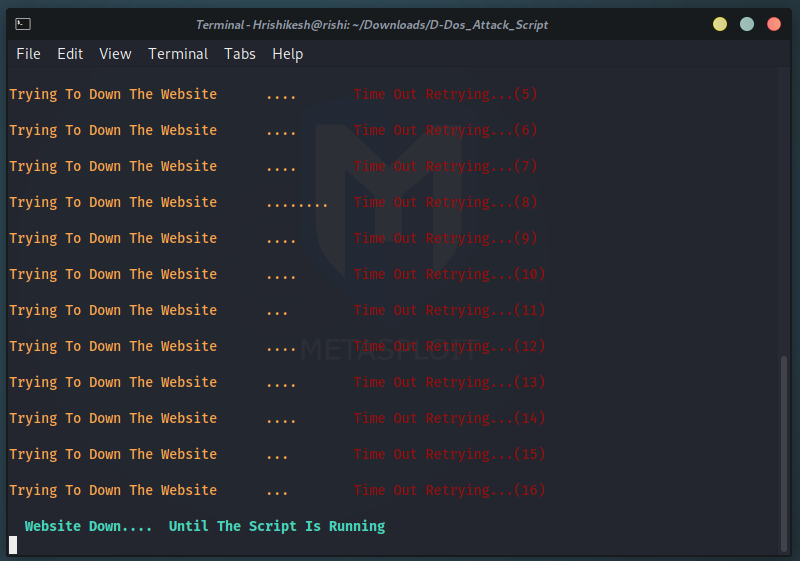 Terminal - Hrishikesh@rishi: ~/Downloads/D-Dos_Attack_Script
File Edit View Terminal Tabs Help
Trying To Down The Website .... Time Out Retrying...(5)
Trying To Down The Website .... Time Out Retrying...(6)
Trying To Down The Website .... Time Out Retrying...(7)
Trying To Down The Website ........ Time Out Retrying...(8)
Trying To Down The Website .... Time Out Retrying...(9)
Trying To Down The Website .... Time Out Retrying...(10)
Trying To Down The Website ... Time Out Retrying...(11)
Trying To Down The Website .... Time Out Retrying...(12)
METASPLOIT
Trying To Down The Website .... Time Out Retrying...(13)
Trying To Down The Website .... Time Out Retrying...(14)
Trying To Down The Website ... Time Out Retrying...(15)
Trying To Down The Website ... Time Out Retrying...(16)
Website Down.... Until The Script Is Running